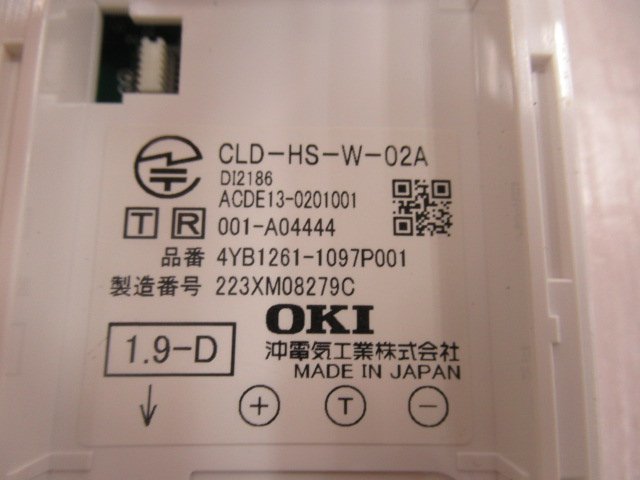 CLD-HS-W-02A
DI2186
ACDE13-0201001
T R 001-A04444
品番 4YB1261-1097P001
製造番号 223XM08279C
OKI
1.9-D
沖電気工業株式会社
MADE IN JAPAN
↓ + T −